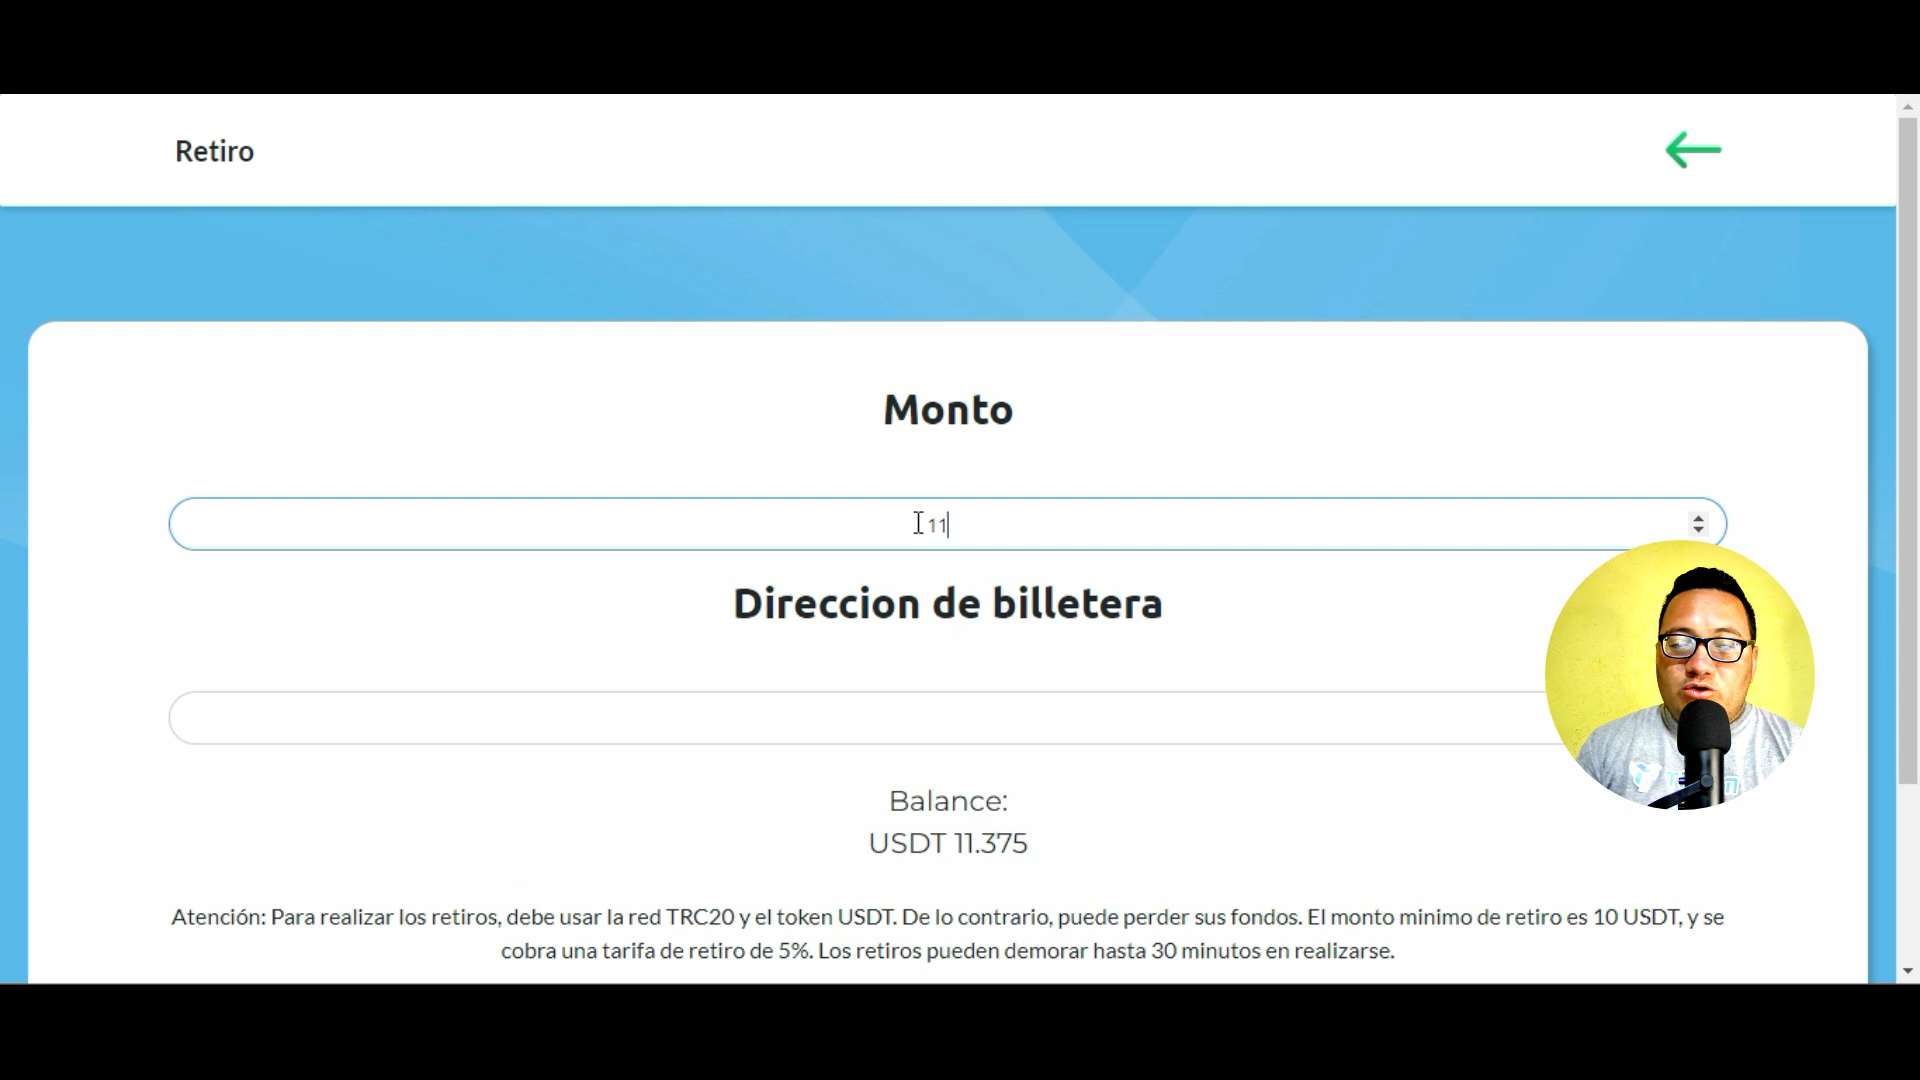 Retiro
Monto
11
Direccion de billetera
Balance:
USDT 11.375
Atención: Para realizar los retiros, debe usar la red TRC20 y el token USDT. De lo contrario, puede perder sus fondos. El monto minimo de retiro es 10 USDT, y se
cobra una tarifa de retiro de 5%. Los retiros pueden demorar hasta 30 minutos en realizarse.